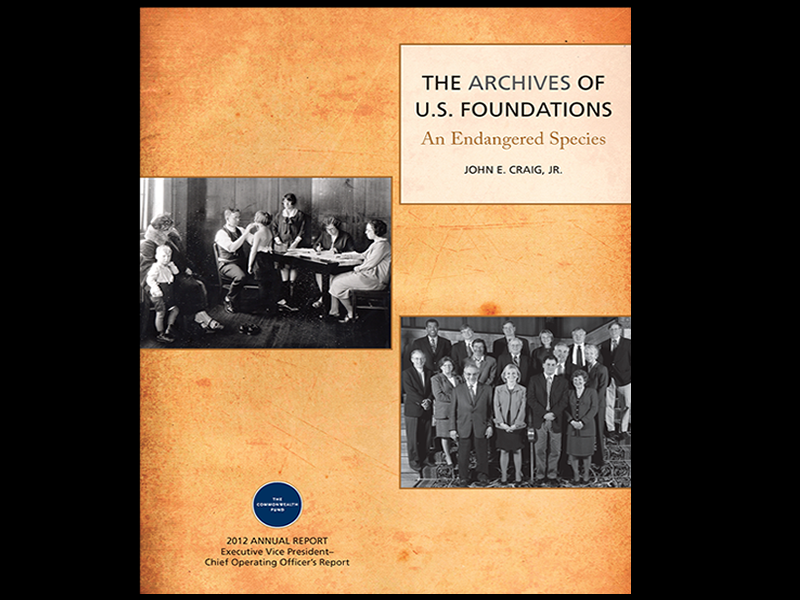 THE ARCHIVES OF
U.S. FOUNDATIONS
An Endangered Species
JOHN E. CRAIG, JR.
THE
COMMONWEALTH
FUND
2012 ANNUAL REPORT
Executive Vice President–
Chief Operating Officer's Report